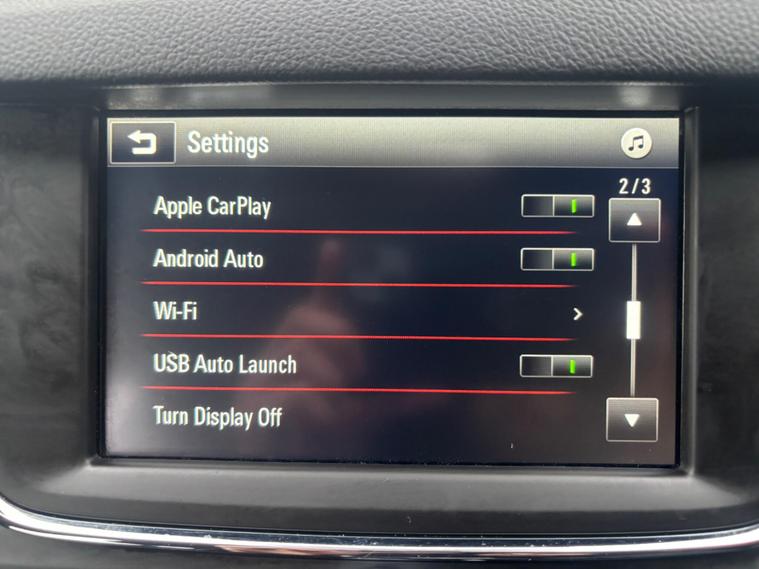 Settings
2/3
Apple CarPlay
Android Auto
Wi-Fi
USB Auto Launch
Turn Display Off